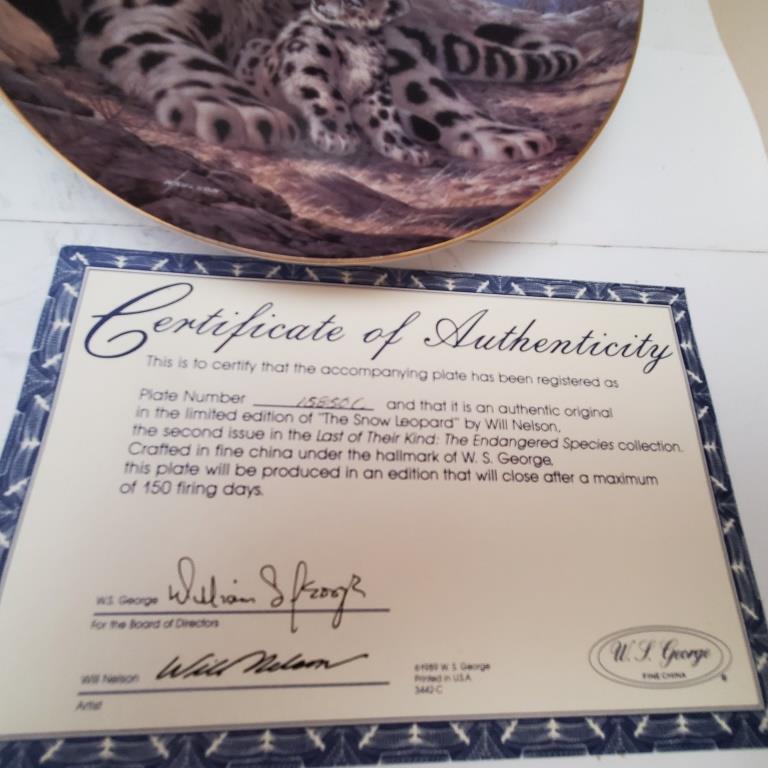 Certificate of Authenticity
This is to certify that the accompanying plate has been registered as
Plate Number and that it is an authentic original
in the limited edition of "The Snow Leopard" by Will Nelson,
the second issue in the Last of Their Kind: The Endangered Species collection.
Crafted in fine china under the hallmark of W. S. George,
this plate will be produced in an edition that will close after a maximum
of 150 firing days.
W.S. George
For the Board of Directors
Will Nelson Will Nelson
Artist
©1989 W. S. George
Printed in U.S.A.
3442-C
W. S. George
FINE CHINA
®